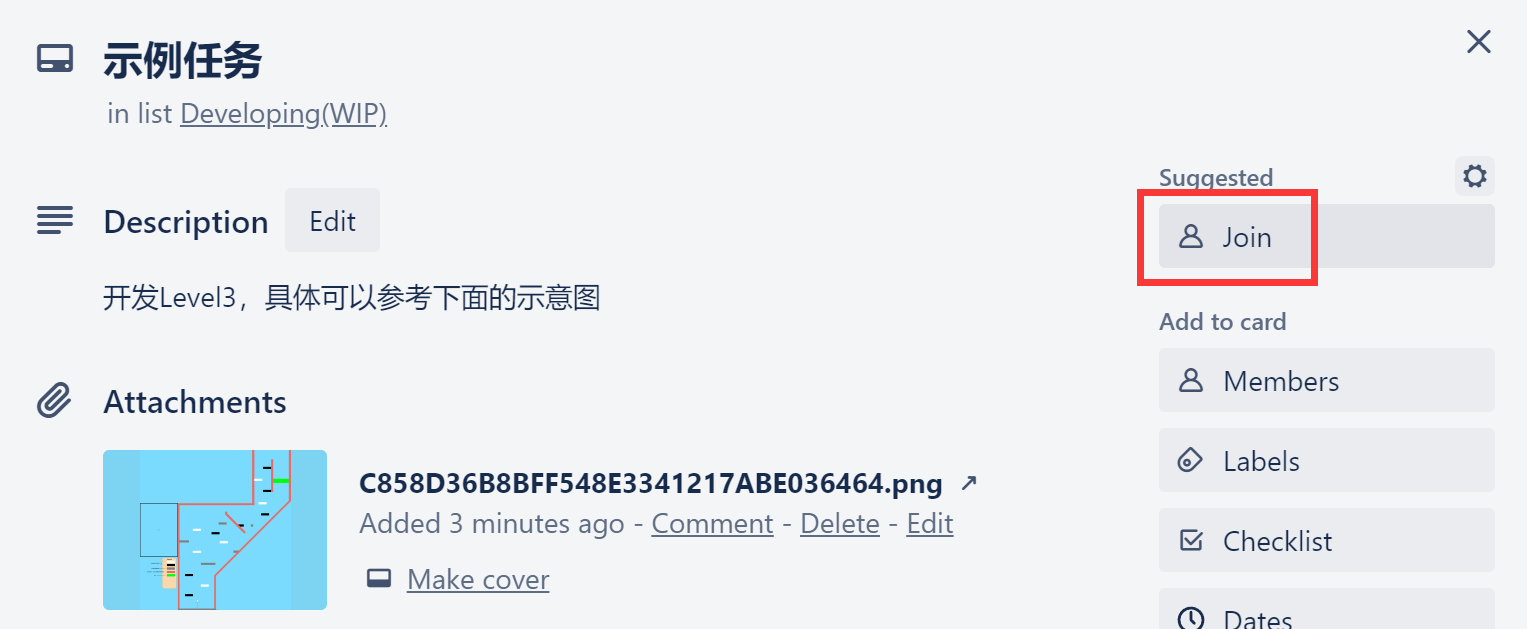 示例任务
in list Developing(WIP)
Suggested
Join
Description
Edit
开发Level3，具体可以参考下面的示意图
Add to card
Members
Labels
Checklist
Dates
Attachments
C858D36B8BFF548E3341217ABE036464.png ↗
Added 3 minutes ago - Comment - Delete - Edit
Make cover